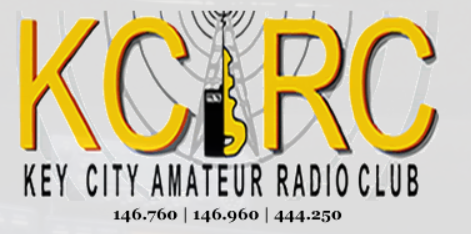 KCARC
KEY CITY AMATEUR RADIO CLUB
146.760 | 146.960 | 444.250